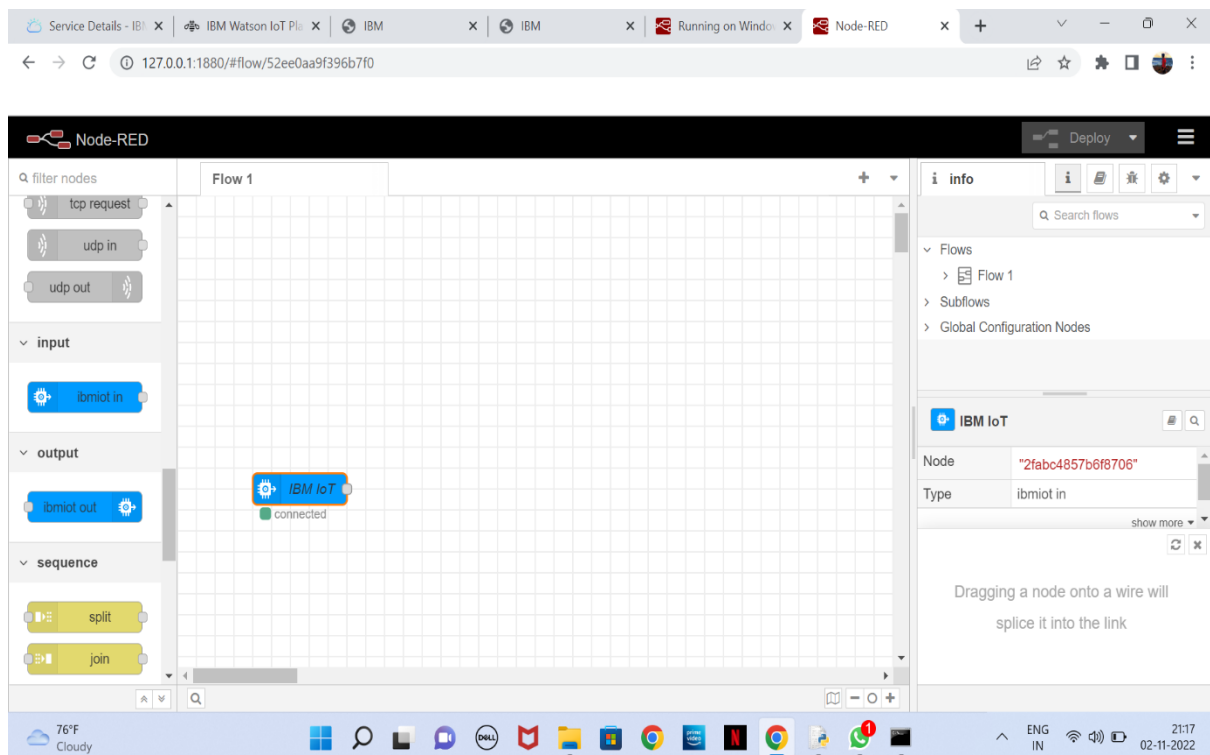 Service Details - IB
IBM Watson IoT Pla
IBM
IBM
Running on Windo
Node-RED
127.0.0.1:1880/#flow/52ee0aa9f396b7f0
Node-RED
Deploy
filter nodes
Flow 1
i info
i
tcp request
Search flows
udp in
Flows
Flow 1
udp out
Subflows
Global Configuration Nodes
input
ibmiot in
IBM IoT
output
Node "2fabc4857b6f8706"
IBM IoT
Type ibmiot in
ibmiot out
connected
show more
sequence
Dragging a node onto a wire will
splice it into the link
split
join
76°F
Cloudy
DELL
prime
video
N
1
ENG
IN
21:17
02-11-2022